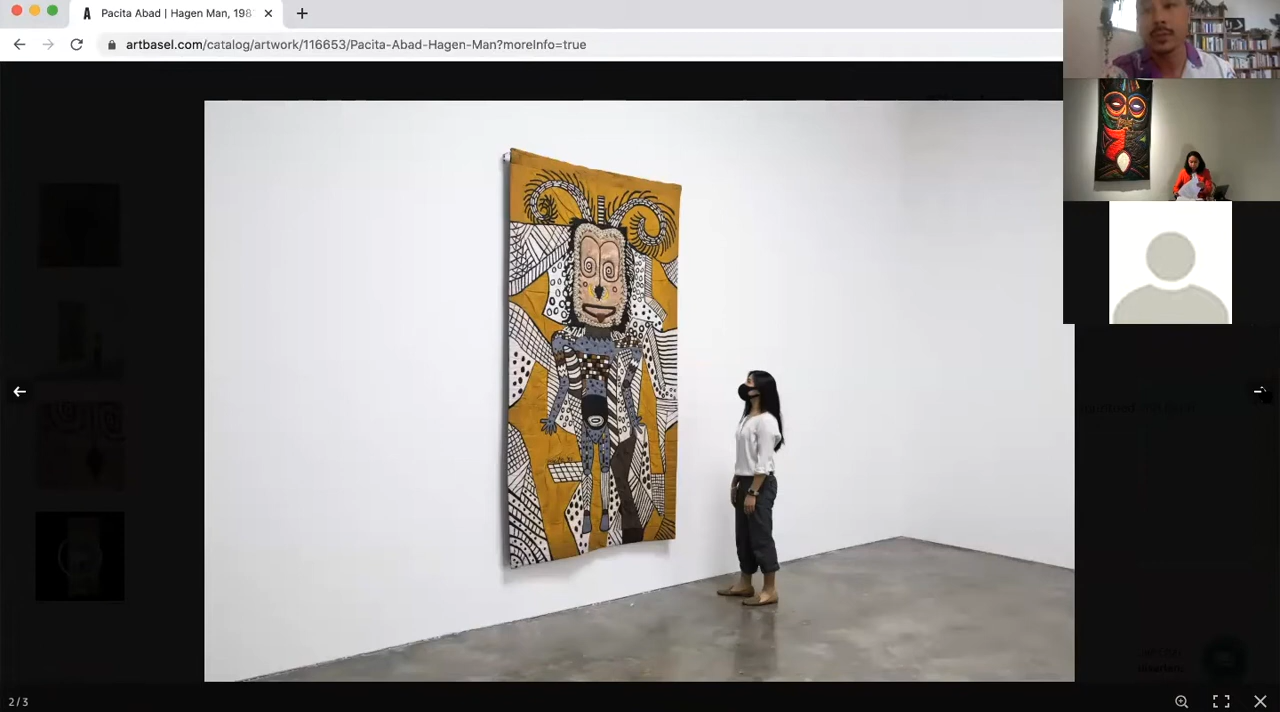 Pacita Abad | Hagen Man, 198
artbasel.com/catalog/artwork/116653/Pacita-Abad-Hagen-Man?moreInfo=true
2 / 3